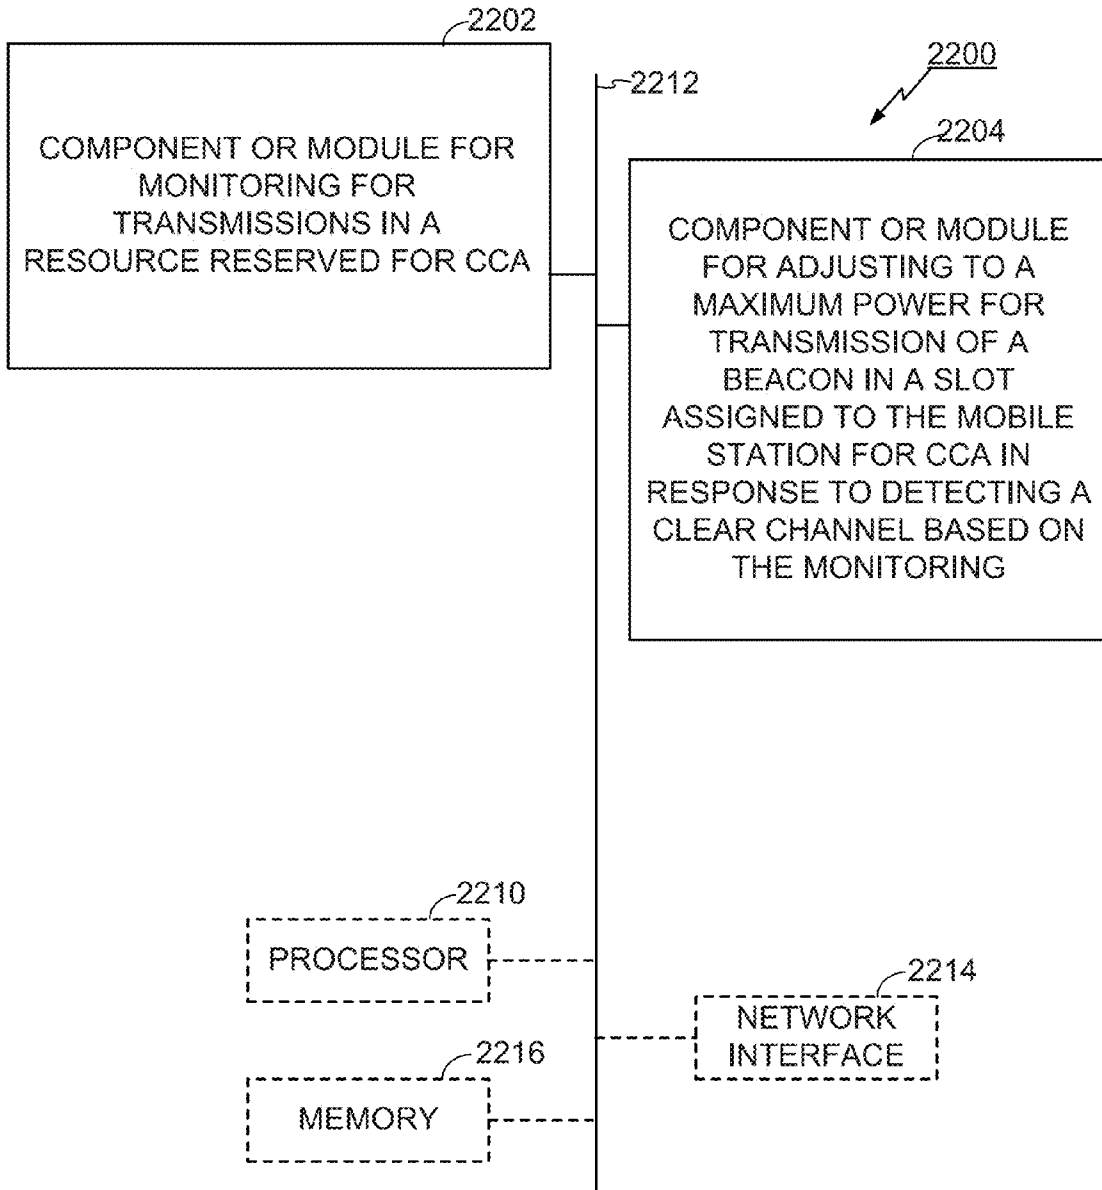 2202
2212
2200
2204
COMPONENT OR MODULE FOR
MONITORING FOR
TRANSMISSIONS IN A
RESOURCE RESERVED FOR CCA
COMPONENT OR MODULE
FOR ADJUSTING TO A
MAXIMUM POWER FOR
TRANSMISSION OF A
BEACON IN A SLOT
ASSIGNED TO THE MOBILE
STATION FOR CCA IN
RESPONSE TO DETECTING A
CLEAR CHANNEL BASED ON
THE MONITORING
2210
PROCESSOR
2214
NETWORK
INTERFACE
2216
MEMORY